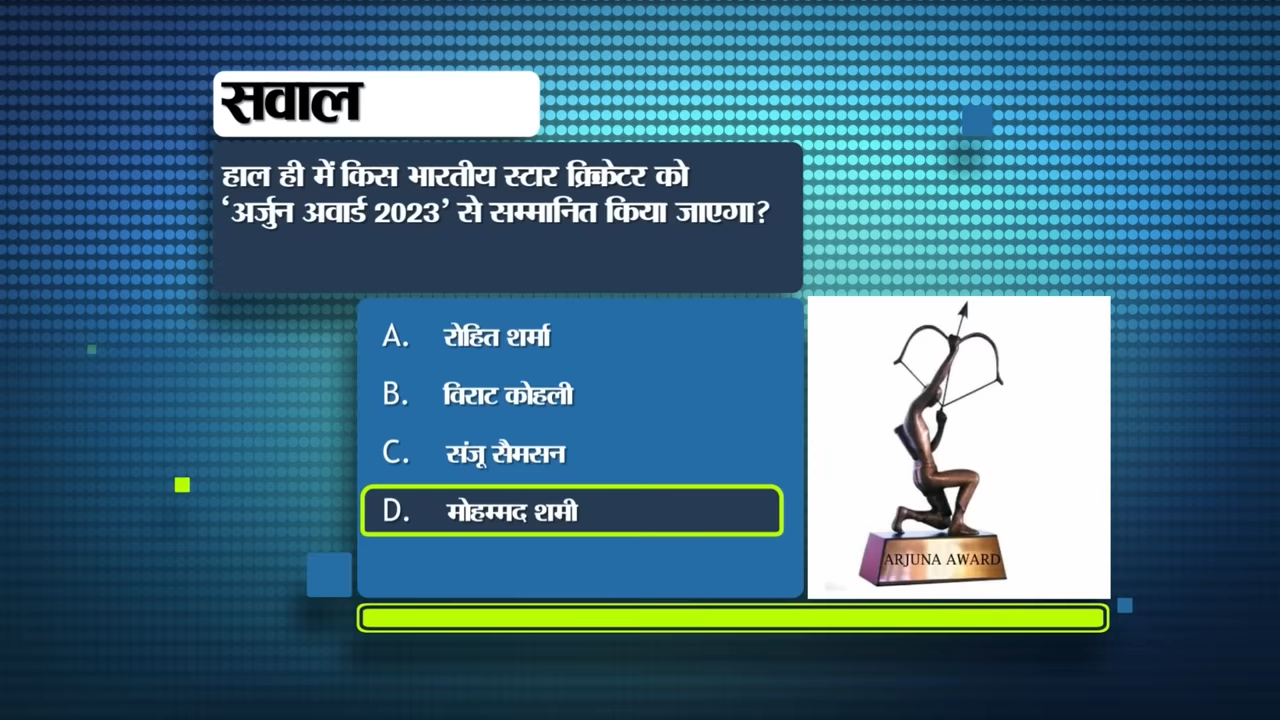 सवाल
हाल ही में किस भारतीय स्टार क्रिकेटर को
‘अर्जुन अवार्ड 2023’ से सम्मानित किया जाएगा?
A. रोहित शर्मा
B. विराट कोहली
C. संजू सैमसन
D. मोहम्मद शमी
ARJUNA AWARD